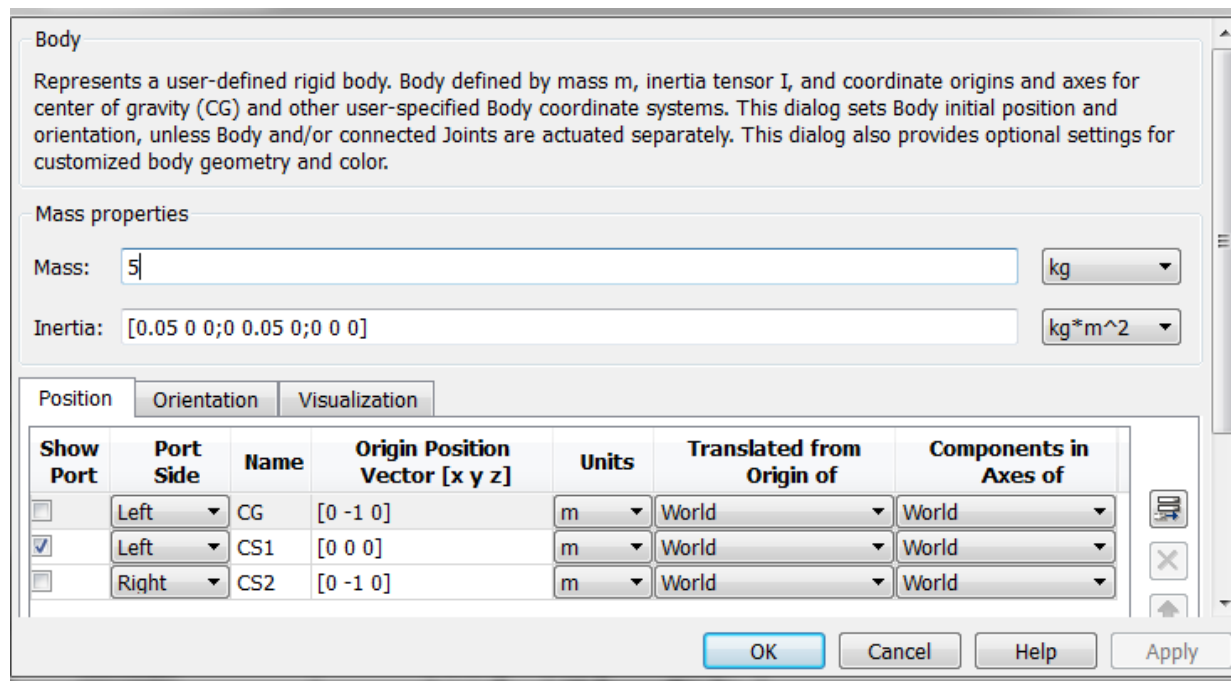 Body
Represents a user-defined rigid body. Body defined by mass m, inertia tensor I, and coordinate origins and axes for
center of gravity (CG) and other user-specified Body coordinate systems. This dialog sets Body initial position and
orientation, unless Body and/or connected Joints are actuated separately. This dialog also provides optional settings for
customized body geometry and color.
Mass properties
Mass: 5 kg
Inertia: [0.05 0 0;0 0.05 0;0 0 0] kg*m^2
Position Orientation Visualization
Show Port Port Side Name Origin Position Vector [x y z] Units Translated from Origin of Components in Axes of
Left CG [0 -1 0] m World World
Left CS1 [0 0 0] m World World
Right CS2 [0 -1 0] m World World
OK Cancel Help Apply